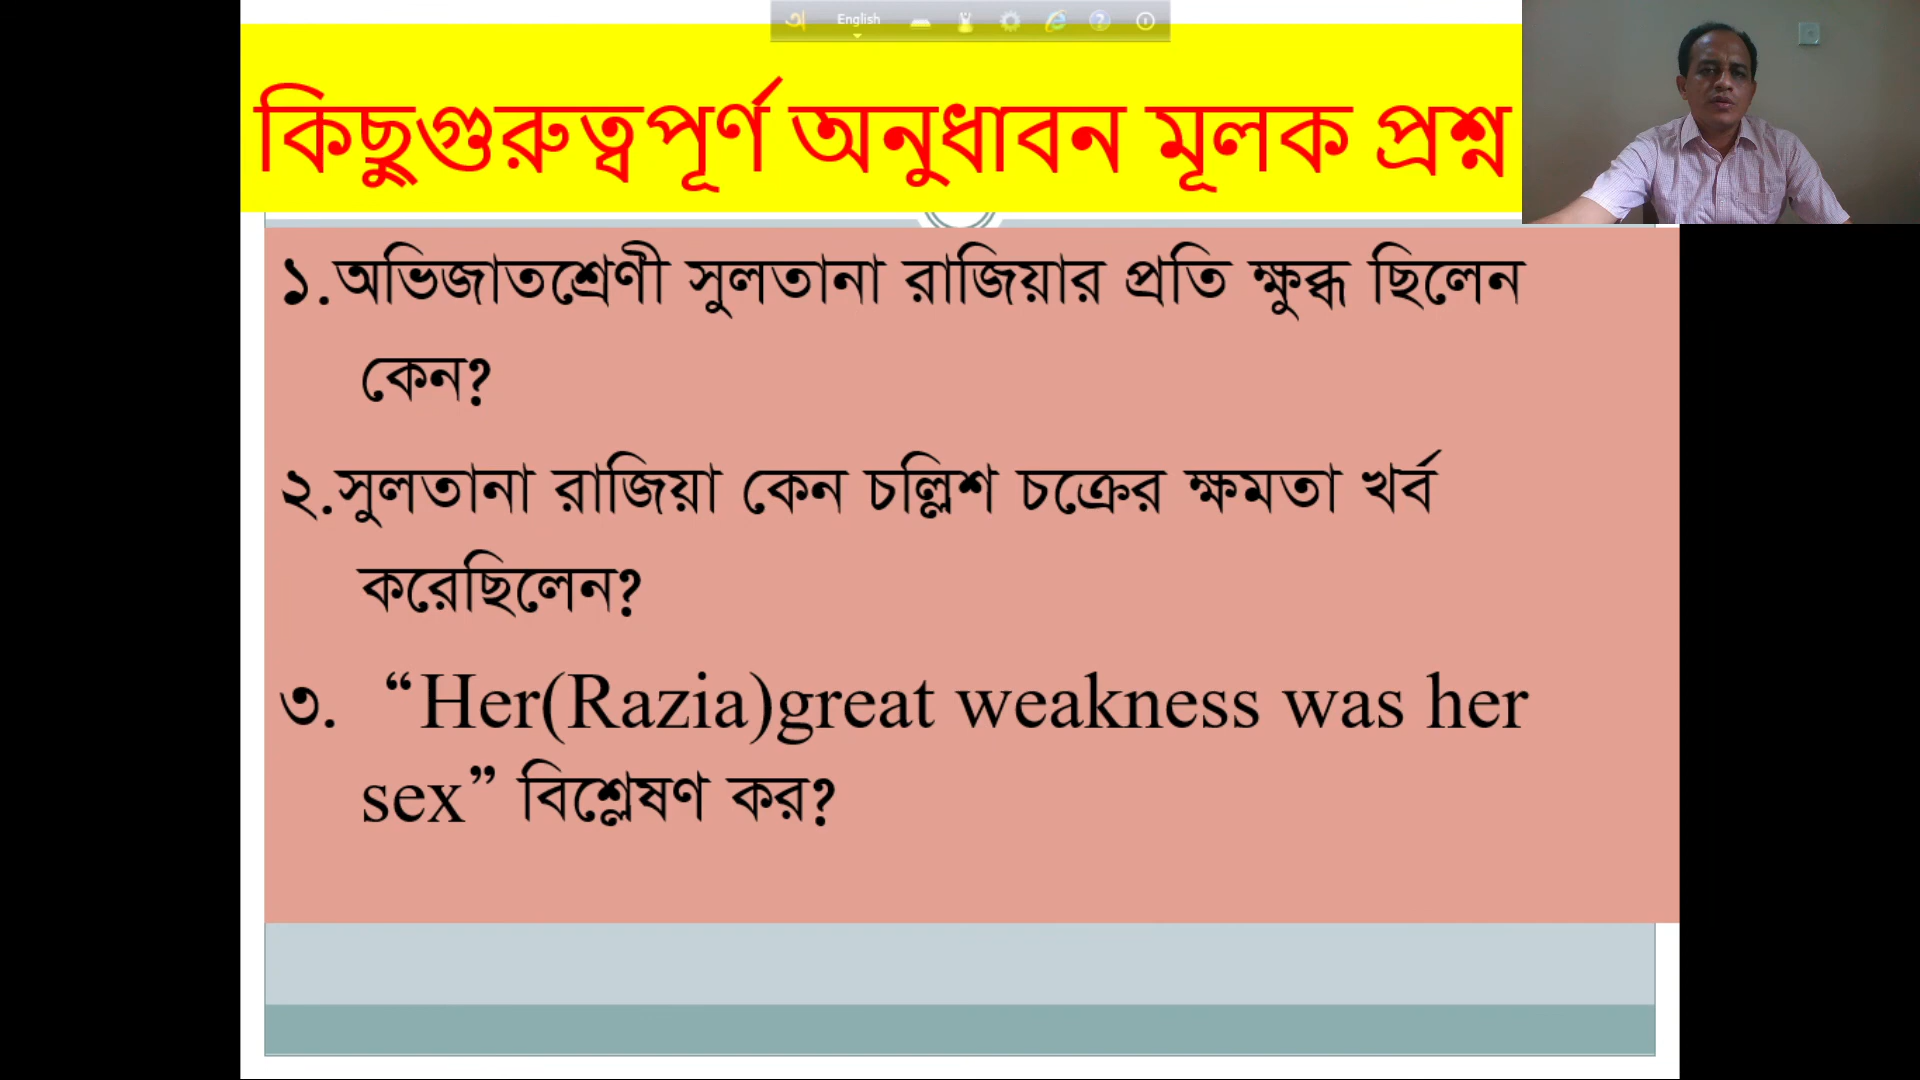 English
কিছুগুরুত্বপূর্ণ অনুধাবন মূলক প্রশ্ন
১.অভিজাতশ্রেণী সুলতানা রাজিয়ার প্রতি ক্ষুব্ধ ছিলেন
কেন?
২.সুলতানা রাজিয়া কেন চল্লিশ চক্রের ক্ষমতা খর্ব
করেছিলেন?
৩. “Her(Razia)great weakness was her
sex” বিশ্লেষণ কর?